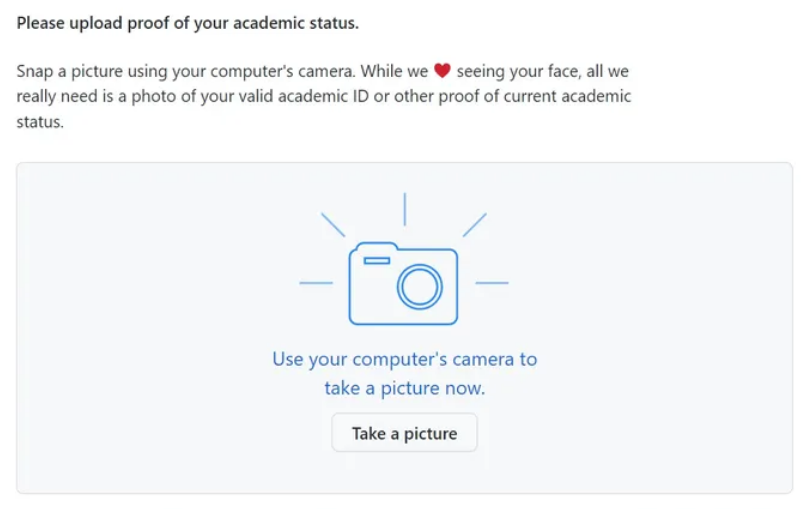 Please upload proof of your academic status.
Snap a picture using your computer's camera. While we ❤ seeing your face, all we
really need is a photo of your valid academic ID or other proof of current academic
status.
Use your computer's camera to
take a picture now.
Take a picture